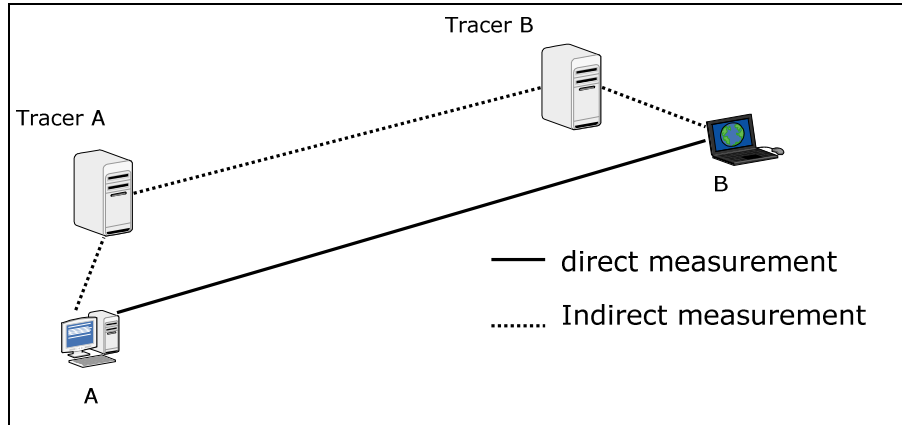 Tracer B
Tracer A
B
direct measurement
Indirect measurement
A